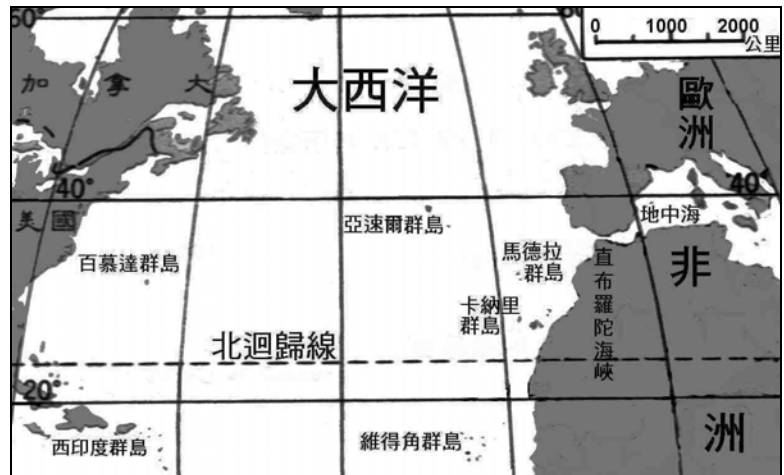 60°
60
0 1000 2000
公里
加拿大
大西洋
歐洲
40°
40°
美國
亞速爾群島
地中海
百慕達群島
馬德拉
群島
直布羅陀海峽
非
卡納里
群島
北迴歸線
20°
西印度群島
維得角群島
洲